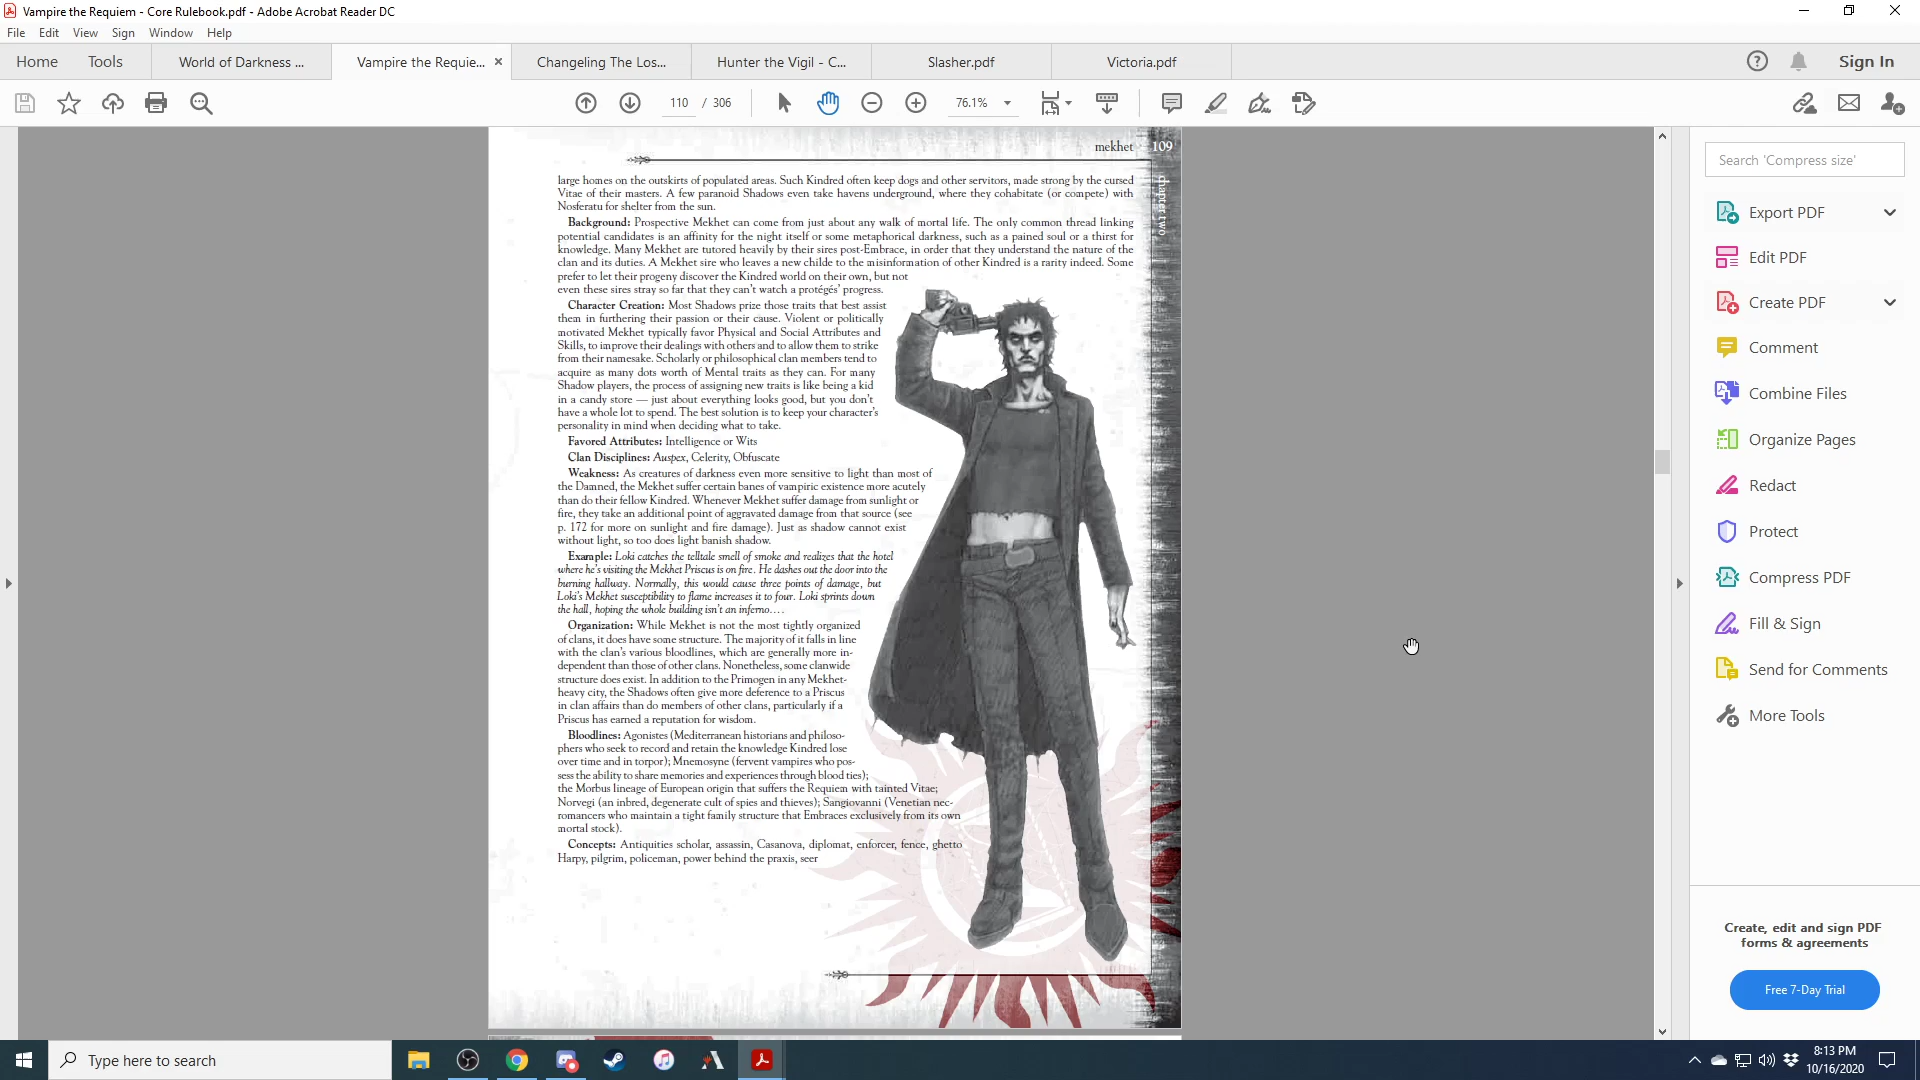 Vampire the Requiem - Core Rulebook.pdf - Adobe Acrobat Reader DC
File Edit View Sign Window Help
Home Tools World of Darkness ... Vampire the Requie... × Changeling The Los... Hunter the Vigil - C... Slasher.pdf Victoria.pdf Sign In
110 / 306 76.1%
mekhet 109
chapter two
large homes on the outskirts of populated areas. Such Kindred often keep dogs and other servitors, made strong by the cursed
Vitae of their masters. A few paranoid Shadows even take havens underground, where they cohabitate (or compete) with
Nosferatu for shelter from the sun.
Background: Prospective Mekhet can come from just about any walk of mortal life. The only common thread linking
potential candidates is an affinity for the night itself or some metaphorical darkness, such as a pained soul or a thirst for
knowledge. Many Mekhet are tutored heavily by their sires post-Embrace, in order that they understand the nature of the
clan and its duties. A Mekhet sire who leaves a new childe to the misinformation of other Kindred is a rarity indeed. Some
prefer to let their progeny discover the Kindred world on their own, but not
even these sires stray so far that they can't watch a protégés' progress.
Character Creation: Most Shadows prize those traits that best assist
them in furthering their passion or their cause. Violent or politically
motivated Mekhet typically favor Physical and Social Attributes and
Skills, to improve their dealings with others and to allow them to strike
from their namesake. Scholarly or philosophical clan members tend to
acquire as many dots worth of Mental traits as they can. For many
Shadow players, the process of assigning new traits is like being a kid
in a candy store — just about everything looks good, but you don't
have a whole lot to spend. The best solution is to keep your character's
personality in mind when deciding what to take.
Favored Attributes: Intelligence or Wits
Clan Disciplines: Auspex, Celerity, Obfuscate
Weakness: As creatures of darkness even more sensitive to light than most of
the Damned, the Mekhet suffer certain banes of vampiric existence more acutely
than do their fellow Kindred. Whenever Mekhet suffer damage from sunlight or
fire, they take an additional point of aggravated damage from that source (see
p. 172 for more on sunlight and fire damage). Just as shadow cannot exist
without light, so too does light banish shadow.
Example: Loki catches the telltale smell of smoke and realizes that the hotel
where he's visiting the Mekhet Priscus is on fire. He dashes out the door into the
burning hallway. Normally, this would cause three points of damage, but
Loki's Mekhet susceptibility to flame increases it to four. Loki sprints down
the hall, hoping the whole building isn't an inferno....
Organization: While Mekhet is not the most tightly organized
of clans, it does have some structure. The majority of it falls in line
with the clan's various bloodlines, which are generally more in-
dependent than those of other clans. Nonetheless, some clanwide
structure does exist. In addition to the Primogen in any Mekhet-
heavy city, the Shadows often give more deference to a Priscus
in clan affairs than do members of other clans, particularly if a
Priscus has earned a reputation for wisdom.
Bloodlines: Agonistes (Mediterranean historians and philoso-
phers who seek to record and retain the knowledge Kindred lose
over time and in torpor); Mnemosyne (fervent vampires who pos-
sess the ability to share memories and experiences through blood ties);
the Morbus lineage of European origin that suffers the Requiem with tainted Vitae;
Norvegi (an inbred, degenerate cult of spies and thieves); Sangiovanni (Venetian nec-
romancers who maintain a tight family structure that Embraces exclusively from its own
mortal stock).
Concepts: Antiquities scholar, assassin, Casanova, diplomat, enforcer, fence, ghetto
Harpy, pilgrim, policeman, power behind the praxis, seer
Search 'Compress size'
Export PDF
Edit PDF
Create PDF
Comment
Combine Files
Organize Pages
Redact
Protect
Compress PDF
Fill & Sign
Send for Comments
More Tools
Create, edit and sign PDF
forms & agreements
Free 7-Day Trial
Type here to search
8:13 PM
10/16/2020